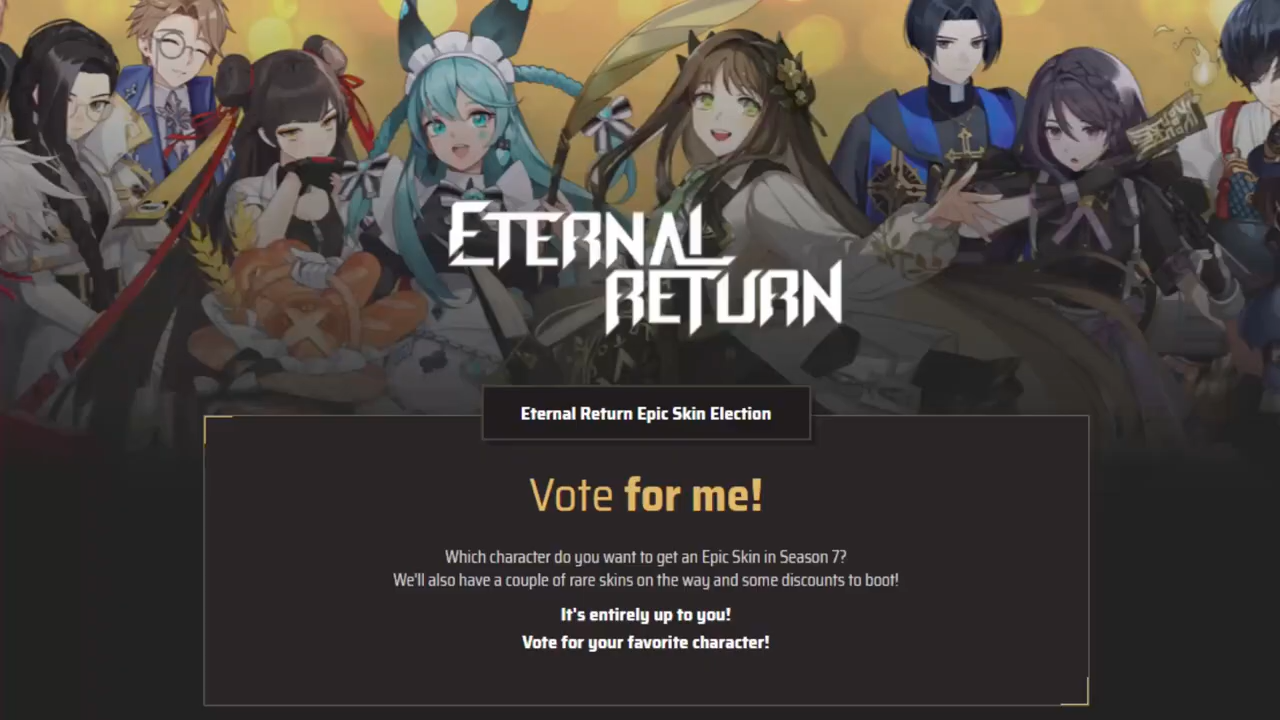 ETERNAL
RETURN
Eternal Return Epic Skin Election
Vote for me!
Which character do you want to get an Epic Skin in Season 7?
We'll also have a couple of rare skins on the way and some discounts to boot!
It's entirely up to you!
Vote for your favorite character!